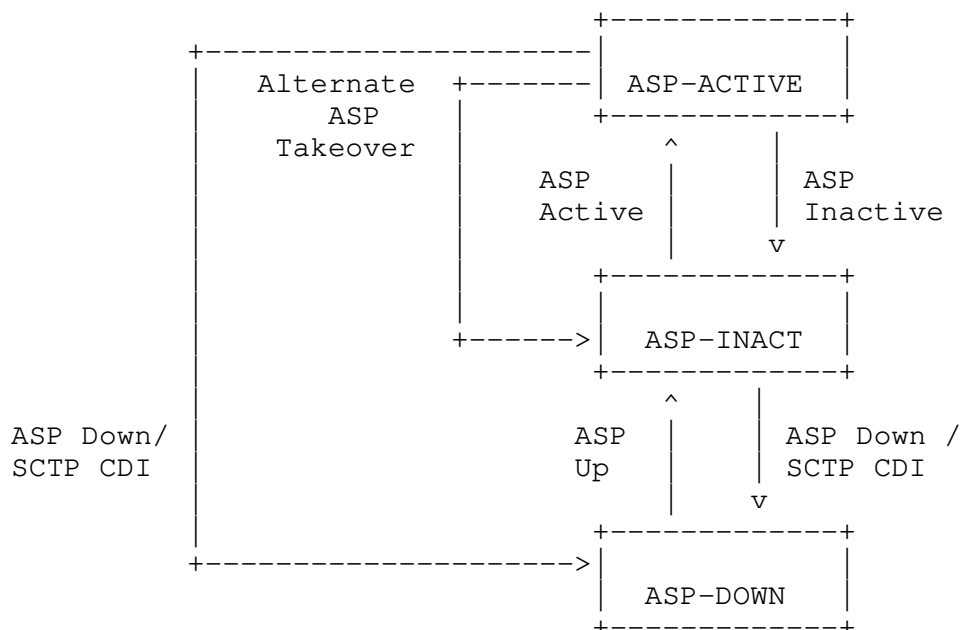 Alternate
ASP-ACTIVE
ASP
Takeover
ASP
Active
ASP
Inactive
ASP-INACT
ASP Down/
SCTP CDI
ASP
Up
ASP Down /
SCTP CDI
ASP-DOWN